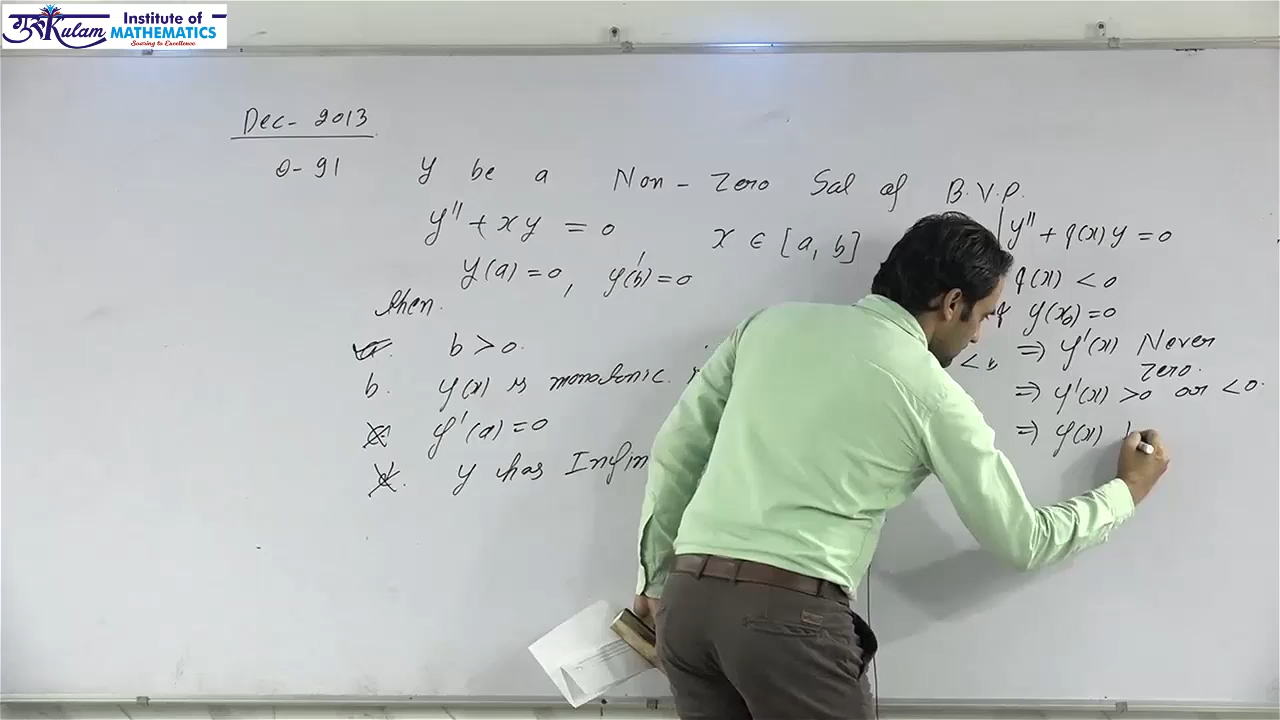 गुरुKulam Institute of MATHEMATICS
Soaring to Excellence
Dec- 2013
Q-91 y be a Non-Zero Sol of B.V.P.
y'' + xy = 0, x ∈ [a, b]
y(a)=0, y'(b)=0
then.
a. b>0.
b. y(x) is monotonic.
c. y'(a)=0
d. y has Infin
y'' + q(x)y = 0
q(x) < 0
y(x₀)=0
⇒ y'(x) Never zero.
⇒ y'(x) >0 or <0.
⇒ y(x)